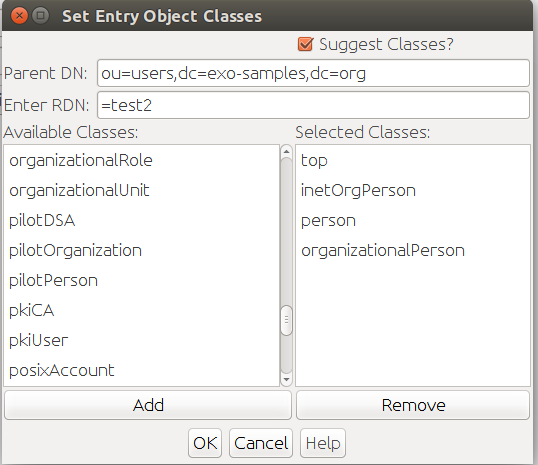 Set Entry Object Classes
Suggest Classes?
Parent DN: ou=users,dc=exo-samples,dc=org
Enter RDN: =test2
Available Classes: Selected Classes:
organizationalRole top
organizationalUnit inetOrgPerson
pilotDSA person
pilotOrganization organizationalPerson
pilotPerson
pkiCA
pkiUser
posixAccount
Add Remove
OK Cancel Help